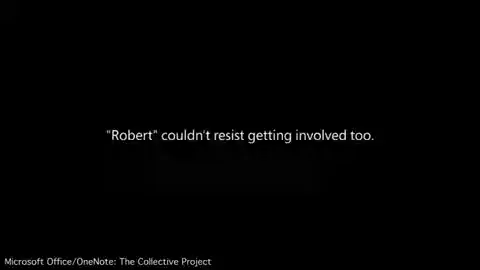 "Robert" couldn't resist getting involved too.
Microsoft Office/OneNote: The Collective Project